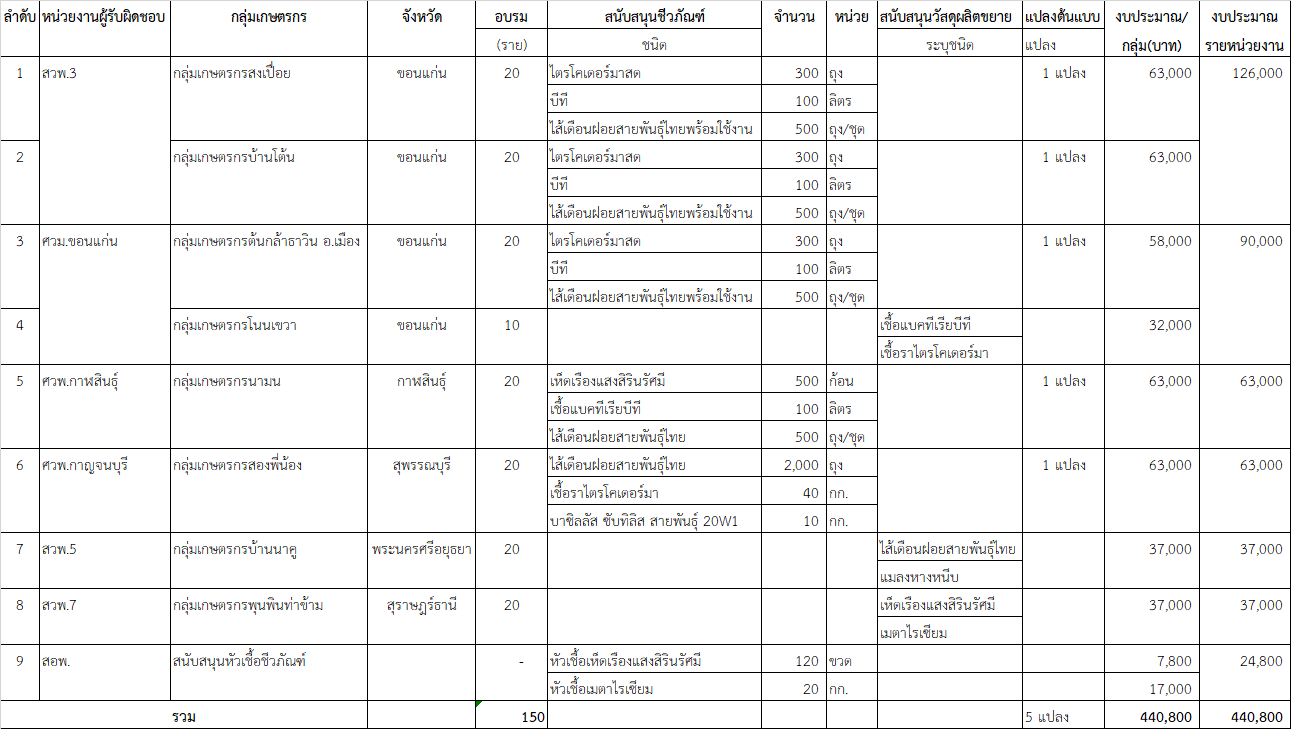 ลำดับ หน่วยงานผู้รับผิดชอบ กลุ่มเกษตรกร จังหวัด อบรม สนับสนุนชีวภัณฑ์ จำนวน หน่วย สนับสนุนวัสดุผลิตขยาย แปลงต้นแบบ งบประมาณ/ งบประมาณ
(ราย) ชนิด ระบุชนิด แปลง กลุ่ม(บาท) รายหน่วยงาน
1 สวพ.3 กลุ่มเกษตรกรสงเปื่อย ขอนแก่น 20 ไตรโคเดอร์มาสด 300 ถุง 1 แปลง 63,000 126,000
บีที 100 ลิตร
ไส้เดือนฝอยสายพันธุ์ไทยพร้อมใช้งาน 500 ถุง/ชุด
2 กลุ่มเกษตรกรบ้านโต้น ขอนแก่น 20 ไตรโคเดอร์มาสด 300 ถุง 1 แปลง 63,000
บีที 100 ลิตร
ไส้เดือนฝอยสายพันธุ์ไทยพร้อมใช้งาน 500 ถุง/ชุด
3 ศวม.ขอนแก่น กลุ่มเกษตรกรต้นกล้าธาวิน อ.เมือง ขอนแก่น 20 ไตรโคเดอร์มาสด 300 ถุง 1 แปลง 58,000 90,000
บีที 100 ลิตร
ไส้เดือนฝอยสายพันธุ์ไทยพร้อมใช้งาน 500 ถุง/ชุด
4 กลุ่มเกษตรกรโนนเขวา ขอนแก่น 10 เชื้อแบคทีเรียบีที 32,000
เชื้อราไตรโคเดอร์มา
5 ศวพ.กาฬสินธุ์ กลุ่มเกษตรกรนามน กาฬสินธุ์ 20 เห็ดเรืองแสงสิรินรัศมี 500 ก้อน 1 แปลง 63,000 63,000
เชื้อแบคทีเรียบีที 100 ลิตร
ไส้เดือนฝอยสายพันธุ์ไทย 500 ถุง/ชุด
6 ศวพ.กาญจนบุรี กลุ่มเกษตรกรสองพี่น้อง สุพรรณบุรี 20 ไส้เดือนฝอยสายพันธุ์ไทย 2,000 ถุง 1 แปลง 63,000 63,000
เชื้อราไตรโคเดอร์มา 40 กก.
บาซิลลัส ซับทิลิส สายพันธุ์ 20W1 10 กก.
7 สวพ.5 กลุ่มเกษตรกรบ้านนาคู พระนครศรีอยุธยา 20 ไส้เดือนฝอยสายพันธุ์ไทย 37,000 37,000
แมลงหางหนีบ
8 สวพ.7 กลุ่มเกษตรกรพุนพินท่าข้าม สุราษฎร์ธานี 20 เห็ดเรืองแสงสิรินรัศมี 37,000 37,000
เมตาไรเซียม
9 สอพ. สนับสนุนหัวเชื้อชีวภัณฑ์ - หัวเชื้อเห็ดเรืองแสงสิรินรัศมี 120 ขวด 7,800 24,800
หัวเชื้อเมตาไรเซียม 20 กก. 17,000
รวม 150 5 แปลง 440,800 440,800